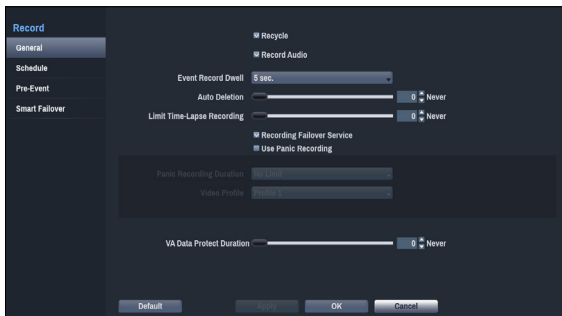 Record
General
Schedule
Pre-Event
Smart Failover
Recycle
Record Audio
Event Record Dwell 5 sec.
Auto Deletion 0 Never
Limit Time-Lapse Recording 0 Never
Recording Failover Service
Use Panic Recording
Panic Recording Duration No Limit
Video Profile Profile 1
VA Data Protect Duration 0 Never
Default Apply OK Cancel